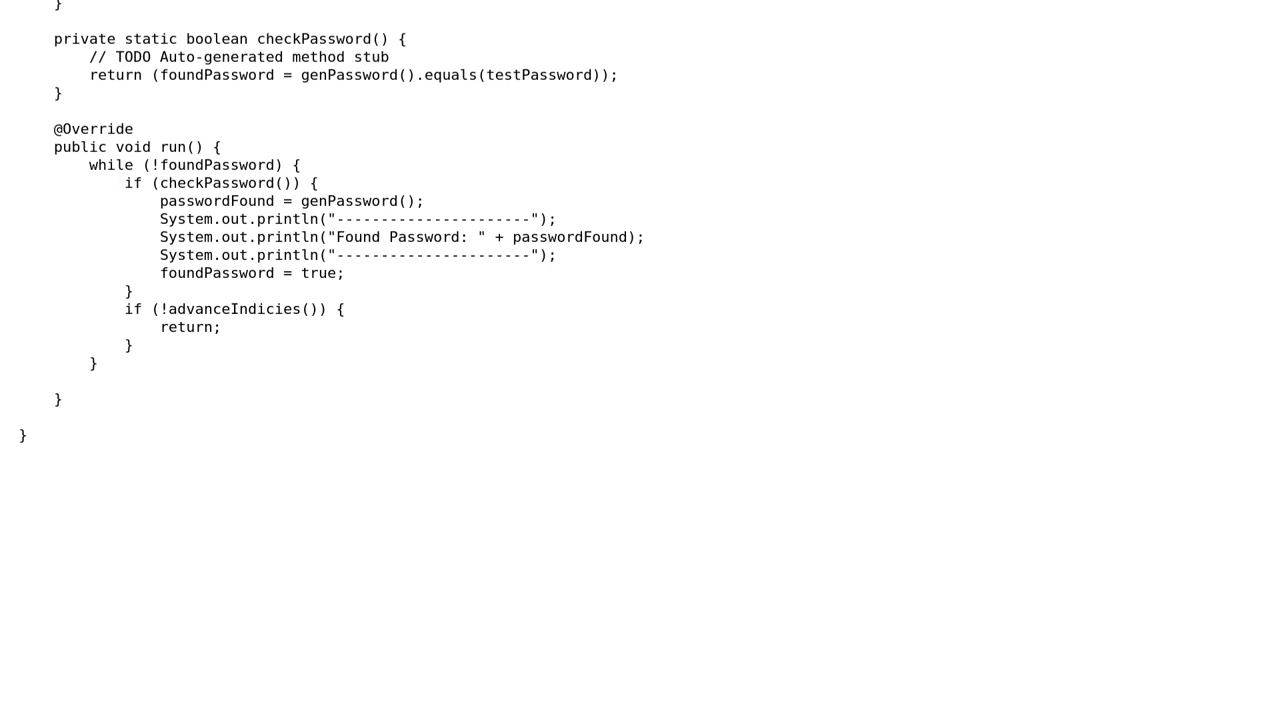 }
private static boolean checkPassword() {
// TODO Auto-generated method stub
return (foundPassword = genPassword().equals(testPassword));
}
@Override
public void run() {
while (!foundPassword) {
if (checkPassword()) {
passwordFound = genPassword();
System.out.println("----------------------");
System.out.println("Found Password: " + passwordFound);
System.out.println("----------------------");
foundPassword = true;
}
if (!advanceIndicies()) {
return;
}
}
}
}